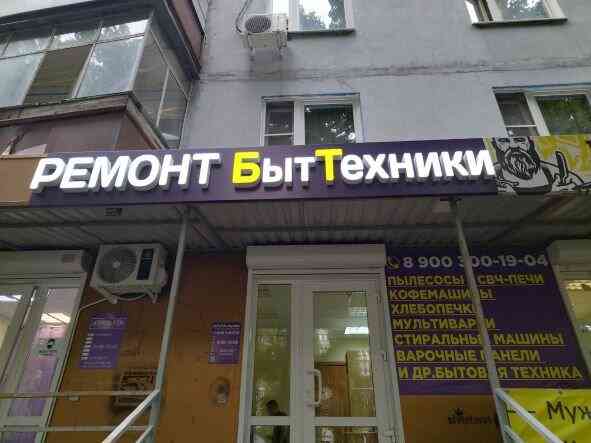 РЕМОНТ БытТехники
8 900 300-19-04
ПЫЛЕСОСЫ СВЧ-ПЕЧИ
КОФЕМАШИНЫ
ХЛЕБОПЕЧКИ
МУЛЬТИВАРКИ
СТИРАЛЬНЫЕ МАШИНЫ
ВАРОЧНЫЕ ПАНЕЛИ
И ДР.БЫТОВАЯ ТЕХНИКА